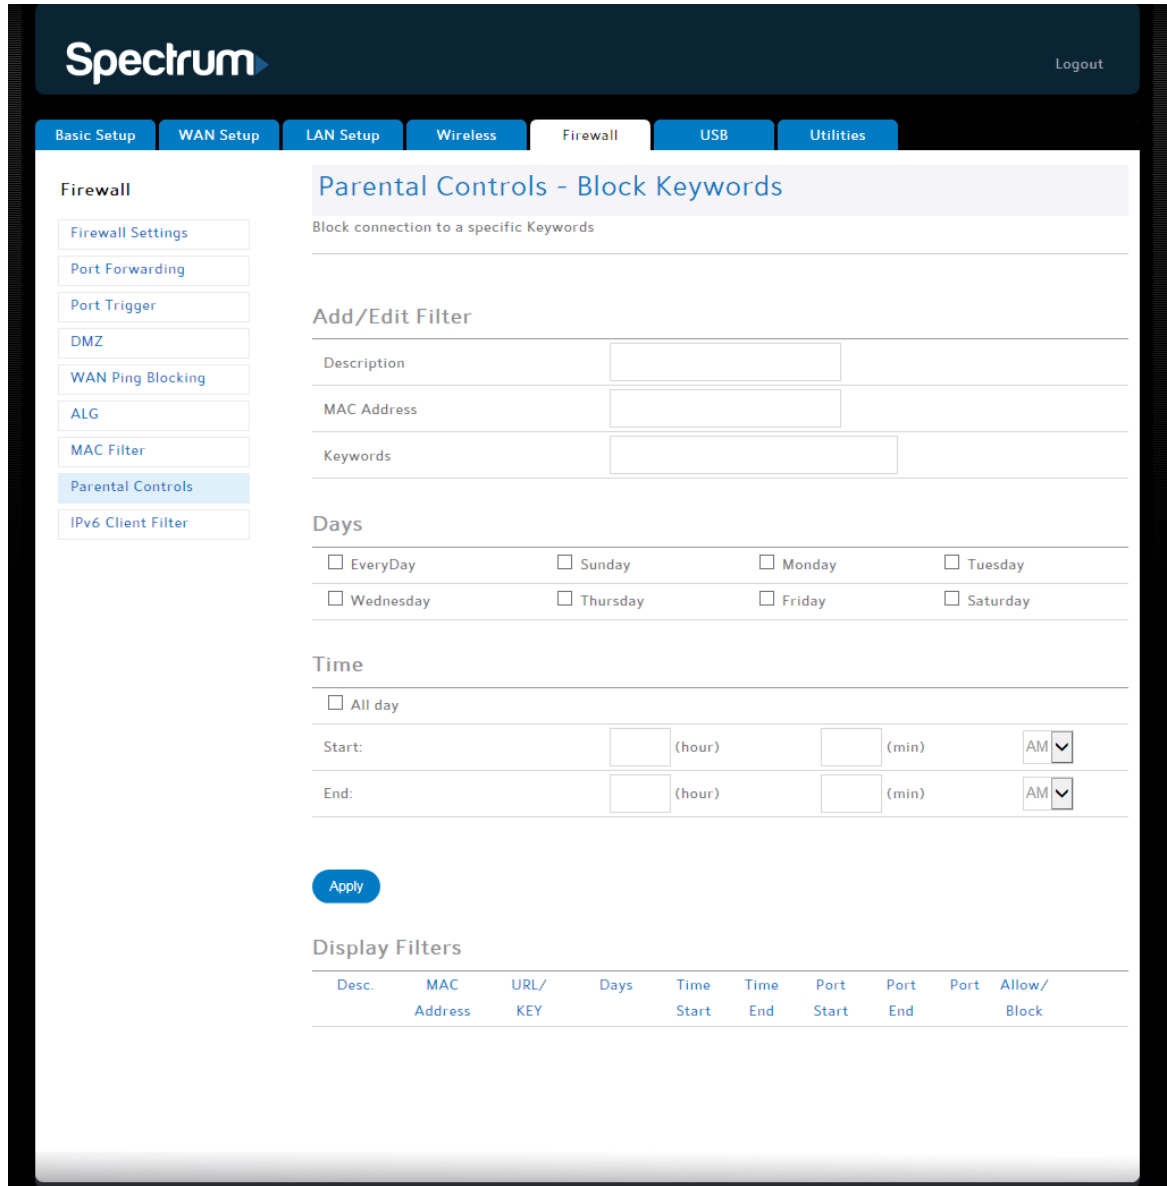 Spectrum
Logout
Basic Setup WAN Setup LAN Setup Wireless Firewall USB Utilities
Firewall
Firewall Settings
Port Forwarding
Port Trigger
DMZ
WAN Ping Blocking
ALG
MAC Filter
Parental Controls
IPv6 Client Filter
Parental Controls - Block Keywords
Block connection to a specific Keywords
Add/Edit Filter
Description
MAC Address
Keywords
Days
EveryDay Sunday Monday Tuesday
Wednesday Thursday Friday Saturday
Time
All day
Start: (hour) (min) AM
End: (hour) (min) AM
Apply
Display Filters
Desc. MAC URL/ Days Time Time Port Port Port Allow/
Address KEY Start End Start End Block